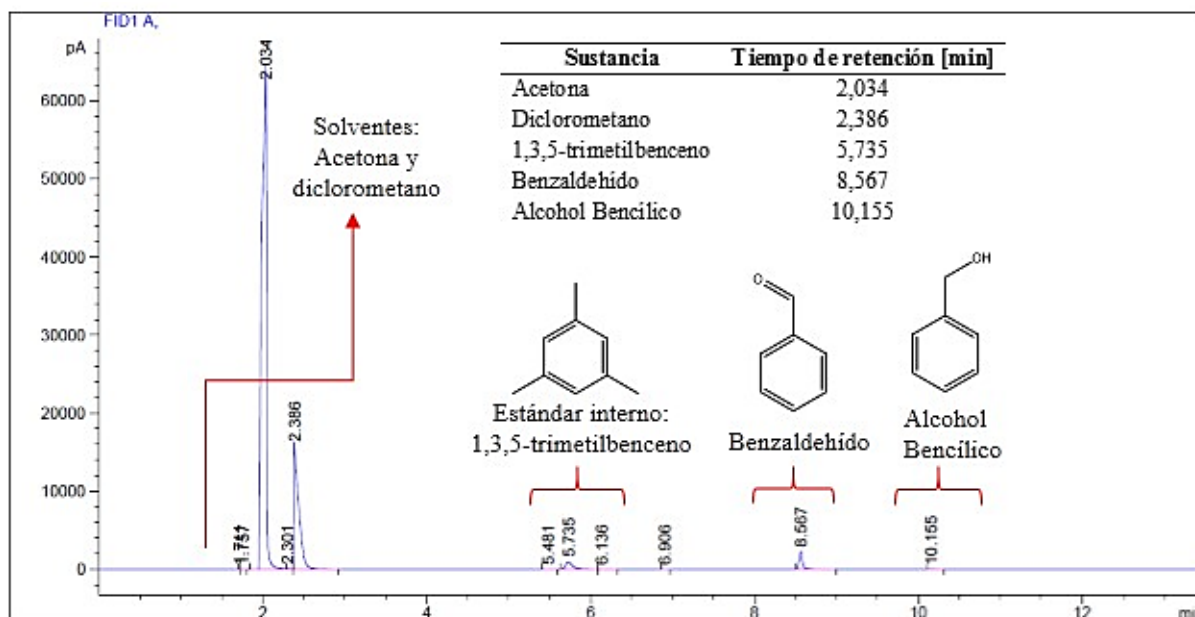 FID1 A,
pA
60000
50000
40000
30000
20000
10000
0
Sustancia Tiempo de retención [min]
Acetona 2,034
Diclorometano 2,386
1,3,5-trimetilbenceno 5,735
Benzaldehido 8,567
Alcohol Bencílico 10,155
Solventes:
Acetona y
diclorometano
O
OH
Estándar interno:
1,3,5-trimetilbenceno
Benzaldehído
Alcohol
Bencílico
1.757
2.034
2.301
2.386
5.481
5.735
6.136
6.906
8.567
10.155
2 4 6 8 10 12